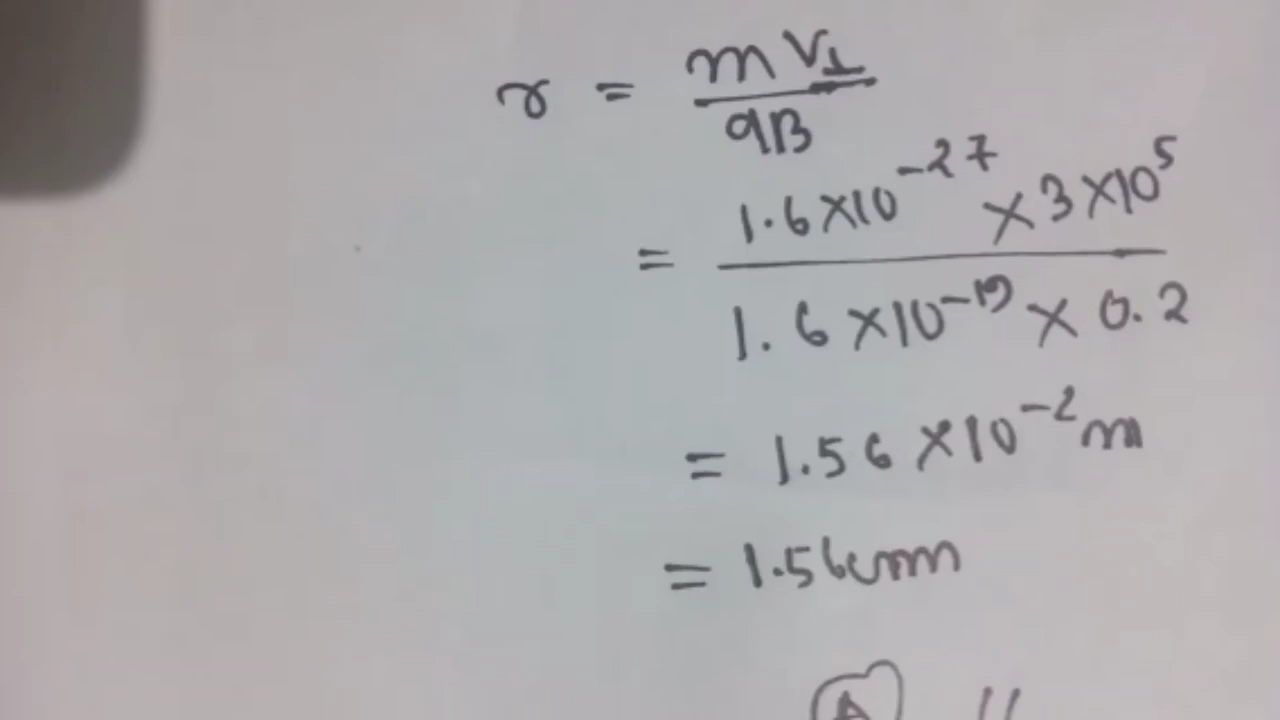 r = mV⊥ / qB
= 1.6×10⁻²⁷ × 3×10⁵ / 1.6×10⁻¹⁹ × 0.2
= 1.56×10⁻² m
= 1.56cm
A //